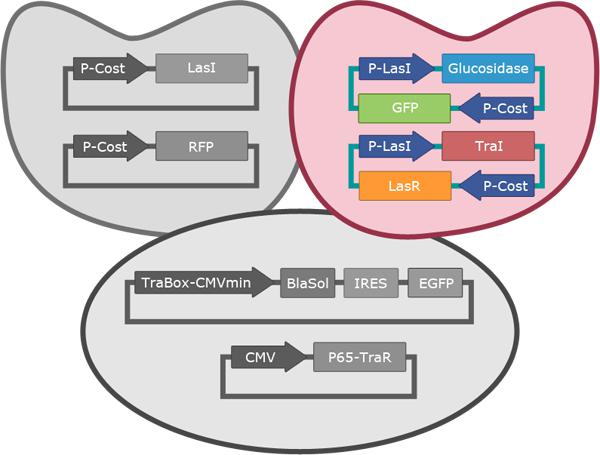 P-Cost LasI
P-Cost RFP
P-LasI Glucosidase
GFP P-Cost
P-LasI TraI
LasR P-Cost
TraBox-CMVmin BlaSol IRES EGFP
CMV P65-TraR